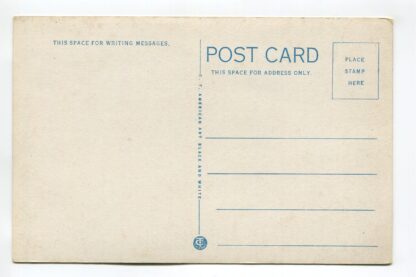 THIS SPACE FOR WRITING MESSAGES.
POST CARD
THIS SPACE FOR ADDRESS ONLY.
PLACE
STAMP
HERE
C. T. AMERICAN ART BLACK AND WHITE